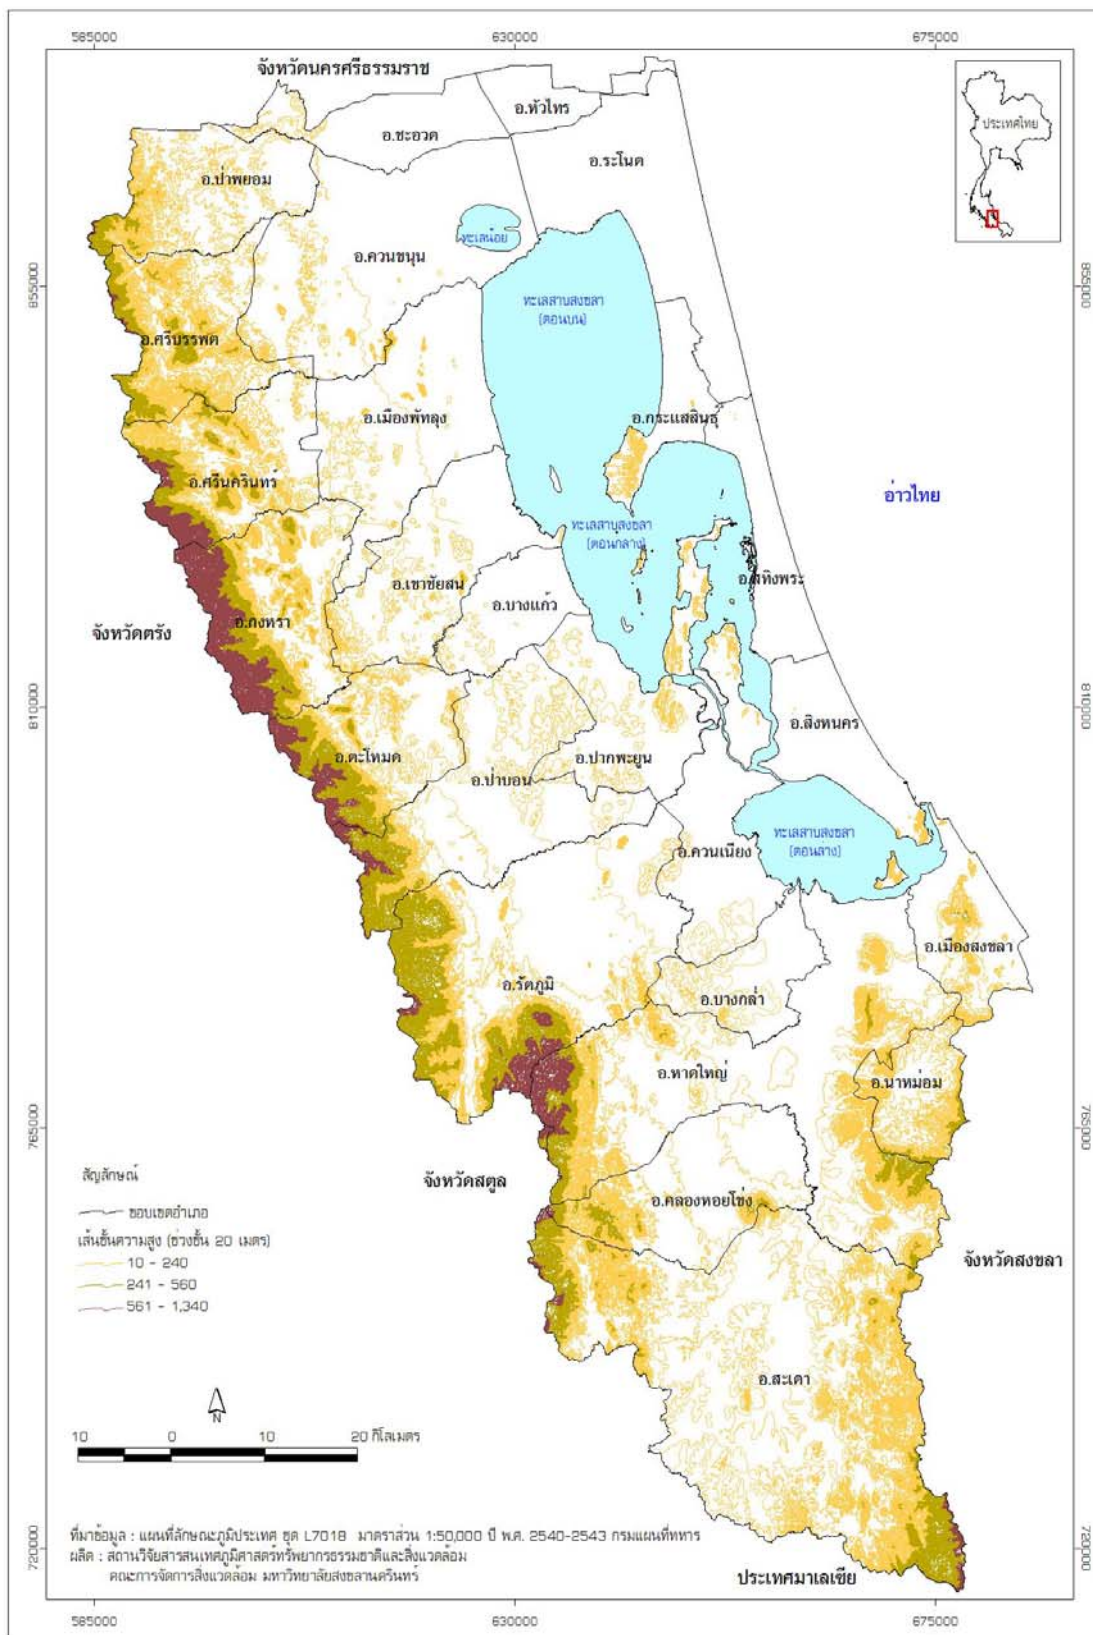 585000
630000
675000
จังหวัดนครศรีธรรมราช
อ.หัวไทร
อ.ชะอวด
อ.ระโนด
ประเทศไทย
อ.ป่าพยอม
ทะเลน้อย
อ.ควนขนุน
855000
855000
ทะเลสาบสงขลา
(ตอนบน)
อ.ศรีบรรพต
อ.เมืองพัทลุง
อ.กระแสสินธุ์
อ.ศรีนครินทร์
อ่าวไทย
ทะเลสาบสงขลา
(ตอนกลาง)
อ.เขาชัยสน
อ.บางแก้ว
อ.สทิงพระ
อ.กงหรา
จังหวัดตรัง
810000
810000
อ.สิงหนคร
อ.ตะโหมด
อ.ป่าบอน
อ.ปากพะยูน
ทะเลสาบสงขลา
(ตอนล่าง)
อ.ควนเนียง
อ.เมืองสงขลา
อ.รัตภูมิ
อ.บางกล่ำ
อ.หาดใหญ่
อ.นาหม่อม
765000
765000
จังหวัดสตูล
อ.คลองหอยโข่ง
จังหวัดสงขลา
สัญลักษณ์
ขอบเขตอำเภอ
เส้นชั้นความสูง (ช่วงชั้น 20 เมตร)
10 - 240
241 - 560
561 - 1,340
อ.สะเดา
N
10 0 10 20 กิโลเมตร
ที่มาข้อมูล : แผนที่ลักษณะภูมิประเทศ ชุด L7018 มาตราส่วน 1:50,000 ปี พ.ศ. 2540-2543 กรมแผนที่ทหาร
ผลิต : สถานวิจัยสารสนเทศภูมิศาสตร์ทรัพยากรธรรมชาติและสิ่งแวดล้อม
คณะการจัดการสิ่งแวดล้อม มหาวิทยาลัยสงขลานครินทร์
720000
720000
ประเทศมาเลเซีย
585000
630000
675000